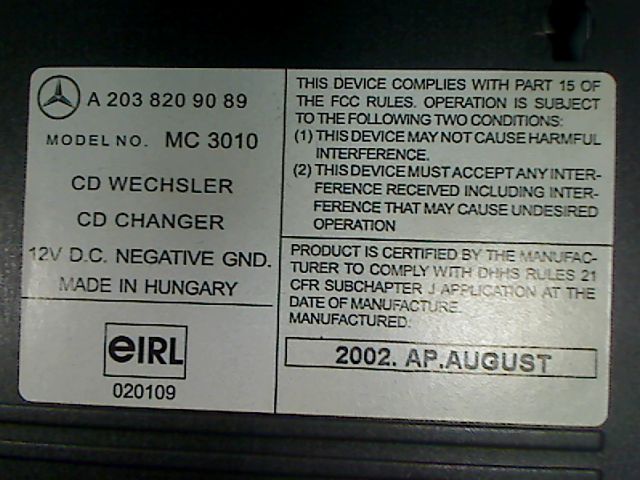 A 203 820 90 89
MODEL NO. MC 3010
CD WECHSLER
CD CHANGER
12V D.C. NEGATIVE GND.
MADE IN HUNGARY
eIRL
020109
THIS DEVICE COMPLIES WITH PART 15 OF
THE FCC RULES. OPERATION IS SUBJECT
TO THE FOLLOWING TWO CONDITIONS:
(1) THIS DEVICE MAY NOT CAUSE HARMFUL
INTERFERENCE.
(2) THIS DEVICE MUST ACCEPT ANY INTER-
FERENCE RECEIVED INCLUDING INTER-
FERENCE THAT MAY CAUSE UNDESIRED
OPERATION
PRODUCT IS CERTIFIED BY THE MANUFAC-
TURER TO COMPLY WITH DHHS RULES 21
CFR SUBCHAPTER J APPLICATION AT THE
DATE OF MANUFACTURE.
MANUFACTURED:
2002. AP.AUGUST